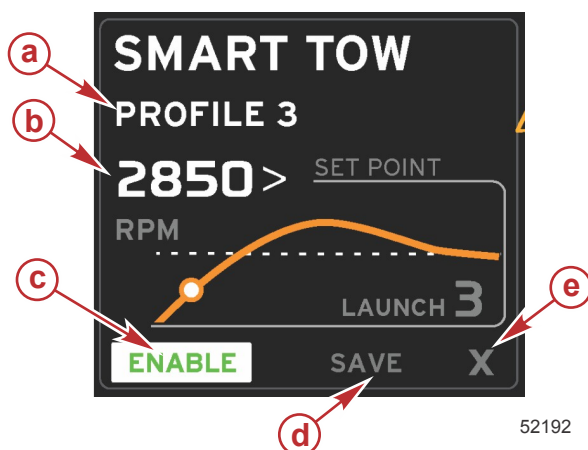 SMART TOW
a
PROFILE 3
b
2850>
SET POINT
RPM
c
LAUNCH 3
e
ENABLE
SAVE
X
d
52192